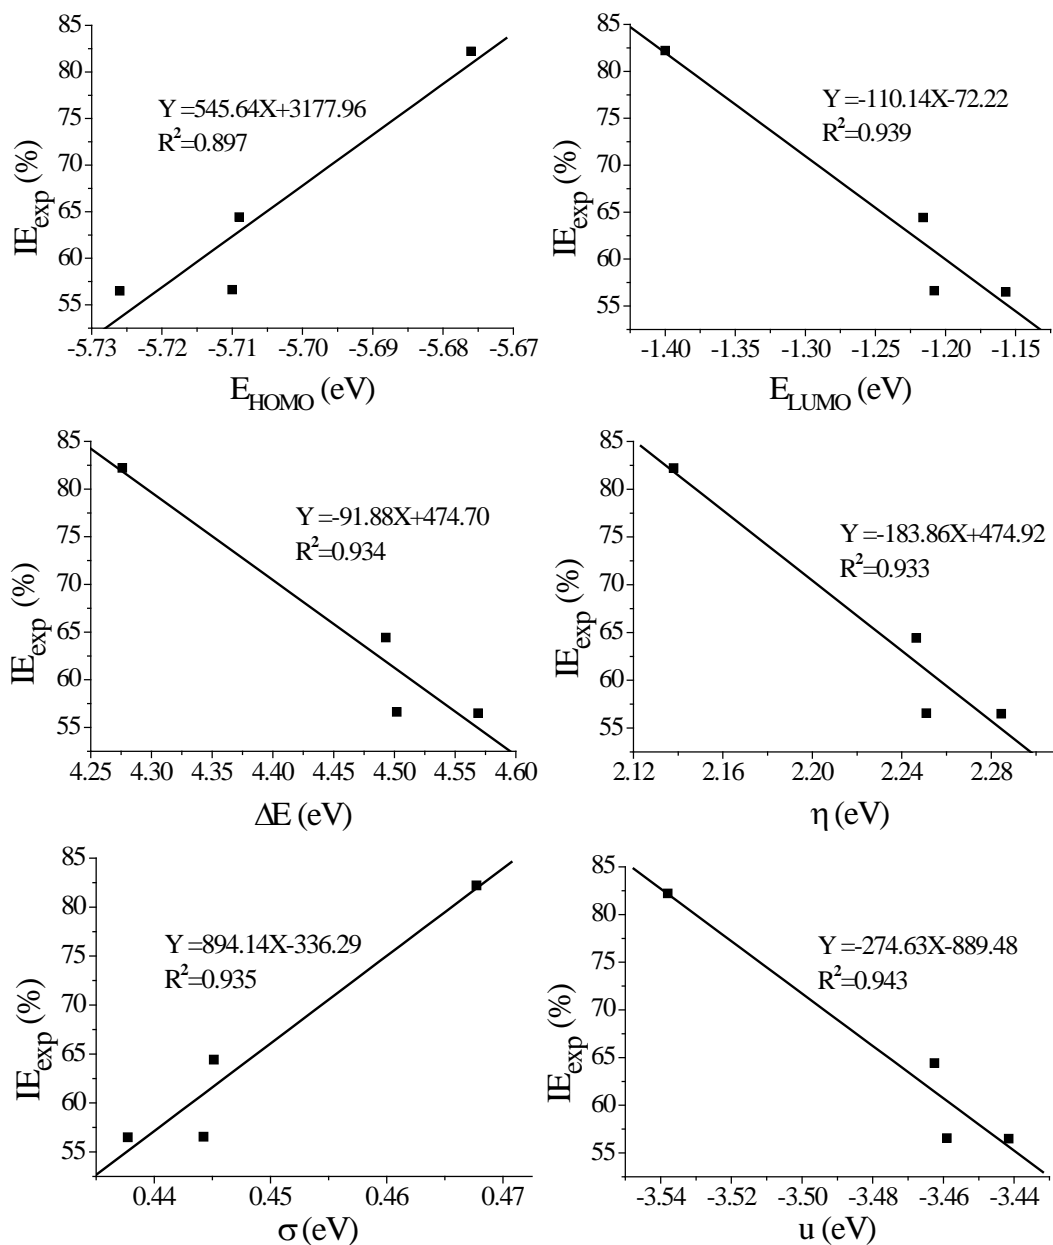 85
80
75
70
65
60
55
IE_exp (%)
Y =545.64X+3177.96
R²=0.897
-5.73 -5.72 -5.71 -5.70 -5.69 -5.68 -5.67
E_HOMO (eV)
85
80
75
70
65
60
55
IE_exp (%)
Y =-110.14X-72.22
R²=0.939
-1.40 -1.35 -1.30 -1.25 -1.20 -1.15
E_LUMO (eV)
85
80
75
70
65
60
55
IE_exp (%)
Y =-91.88X+474.70
R²=0.934
4.25 4.30 4.35 4.40 4.45 4.50 4.55 4.60
ΔE (eV)
85
80
75
70
65
60
55
IE_exp (%)
Y =-183.86X+474.92
R²=0.933
2.12 2.16 2.20 2.24 2.28
η (eV)
85
80
75
70
65
60
55
IE_exp (%)
Y =894.14X-336.29
R²=0.935
0.44 0.45 0.46 0.47
σ (eV)
85
80
75
70
65
60
55
IE_exp (%)
Y =-274.63X-889.48
R²=0.943
-3.54 -3.52 -3.50 -3.48 -3.46 -3.44
u (eV)